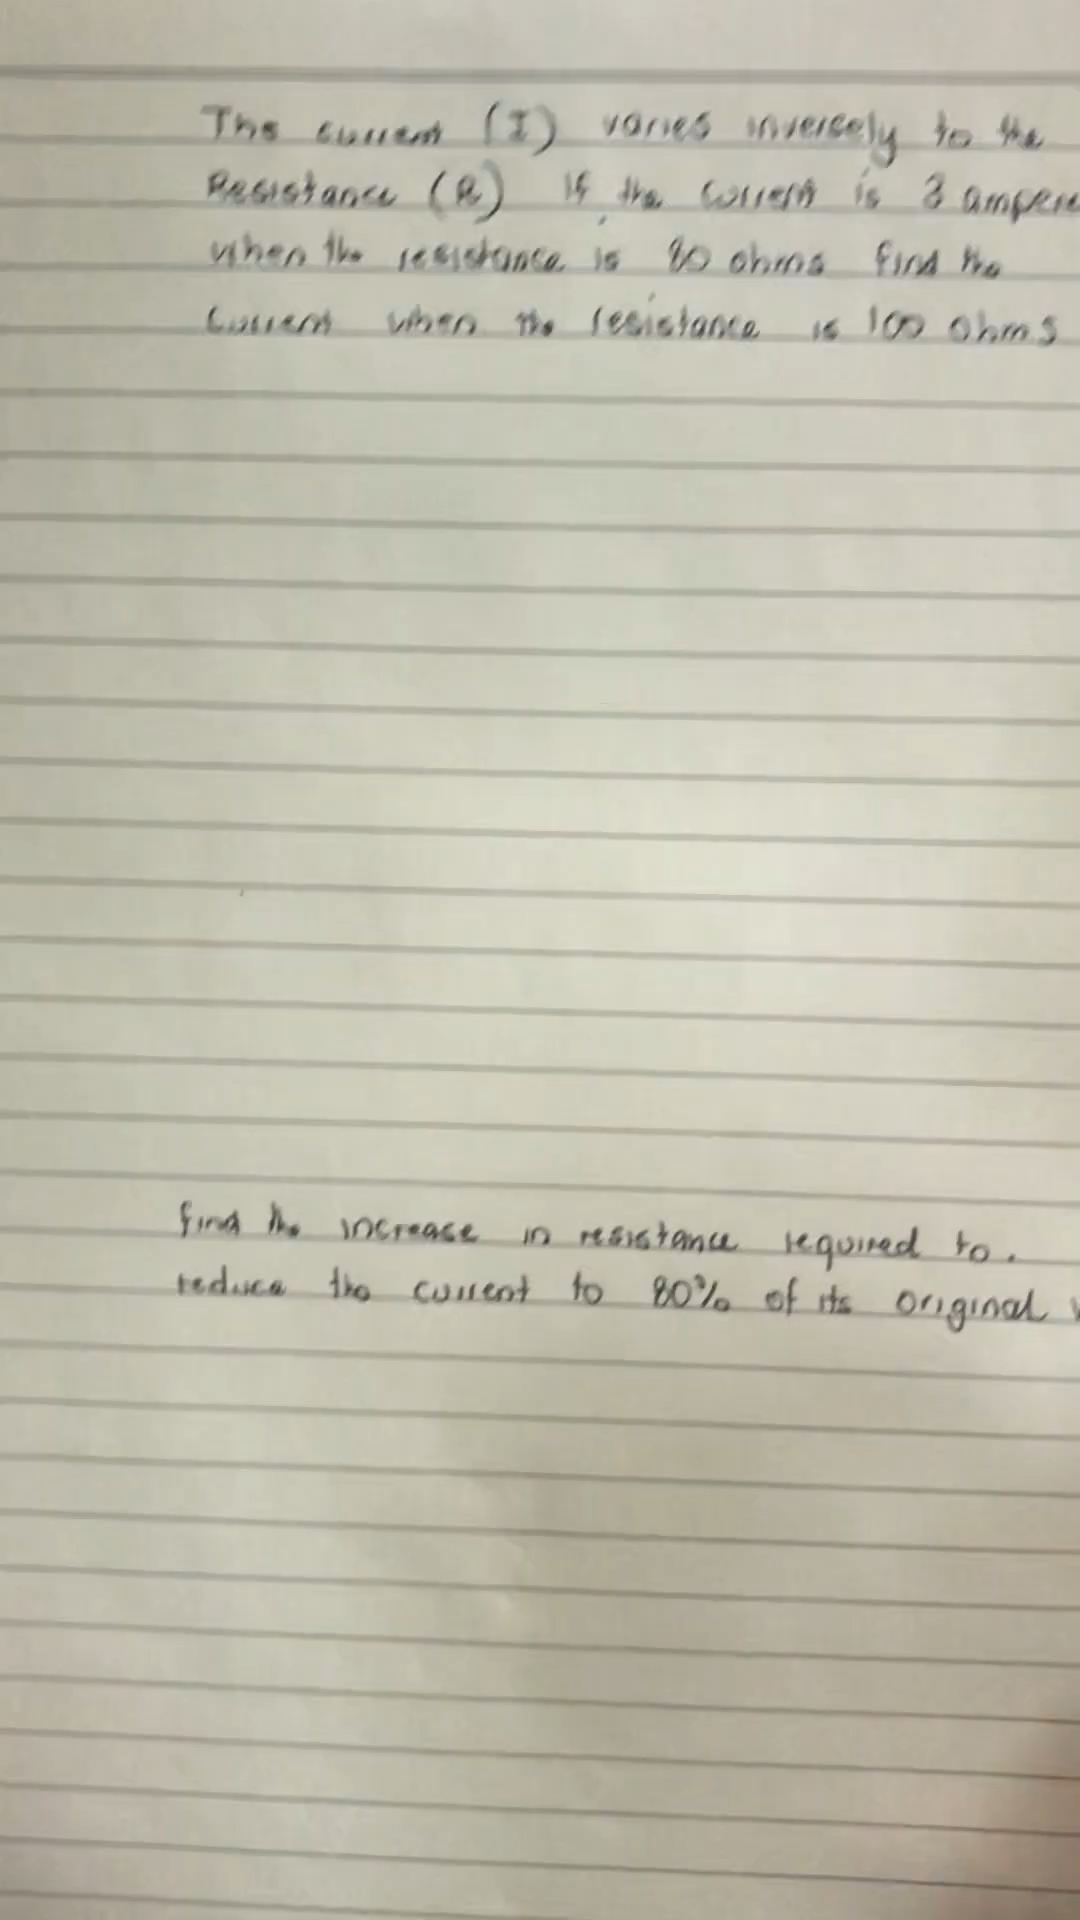 The current (I) varies inversely to the
Resistance (R) If the current is 3 ampere
when the resistance is 80 ohms find the
current when the resistance is 100 ohms
find the increase in resistance required to.
reduce the current to 80% of its original